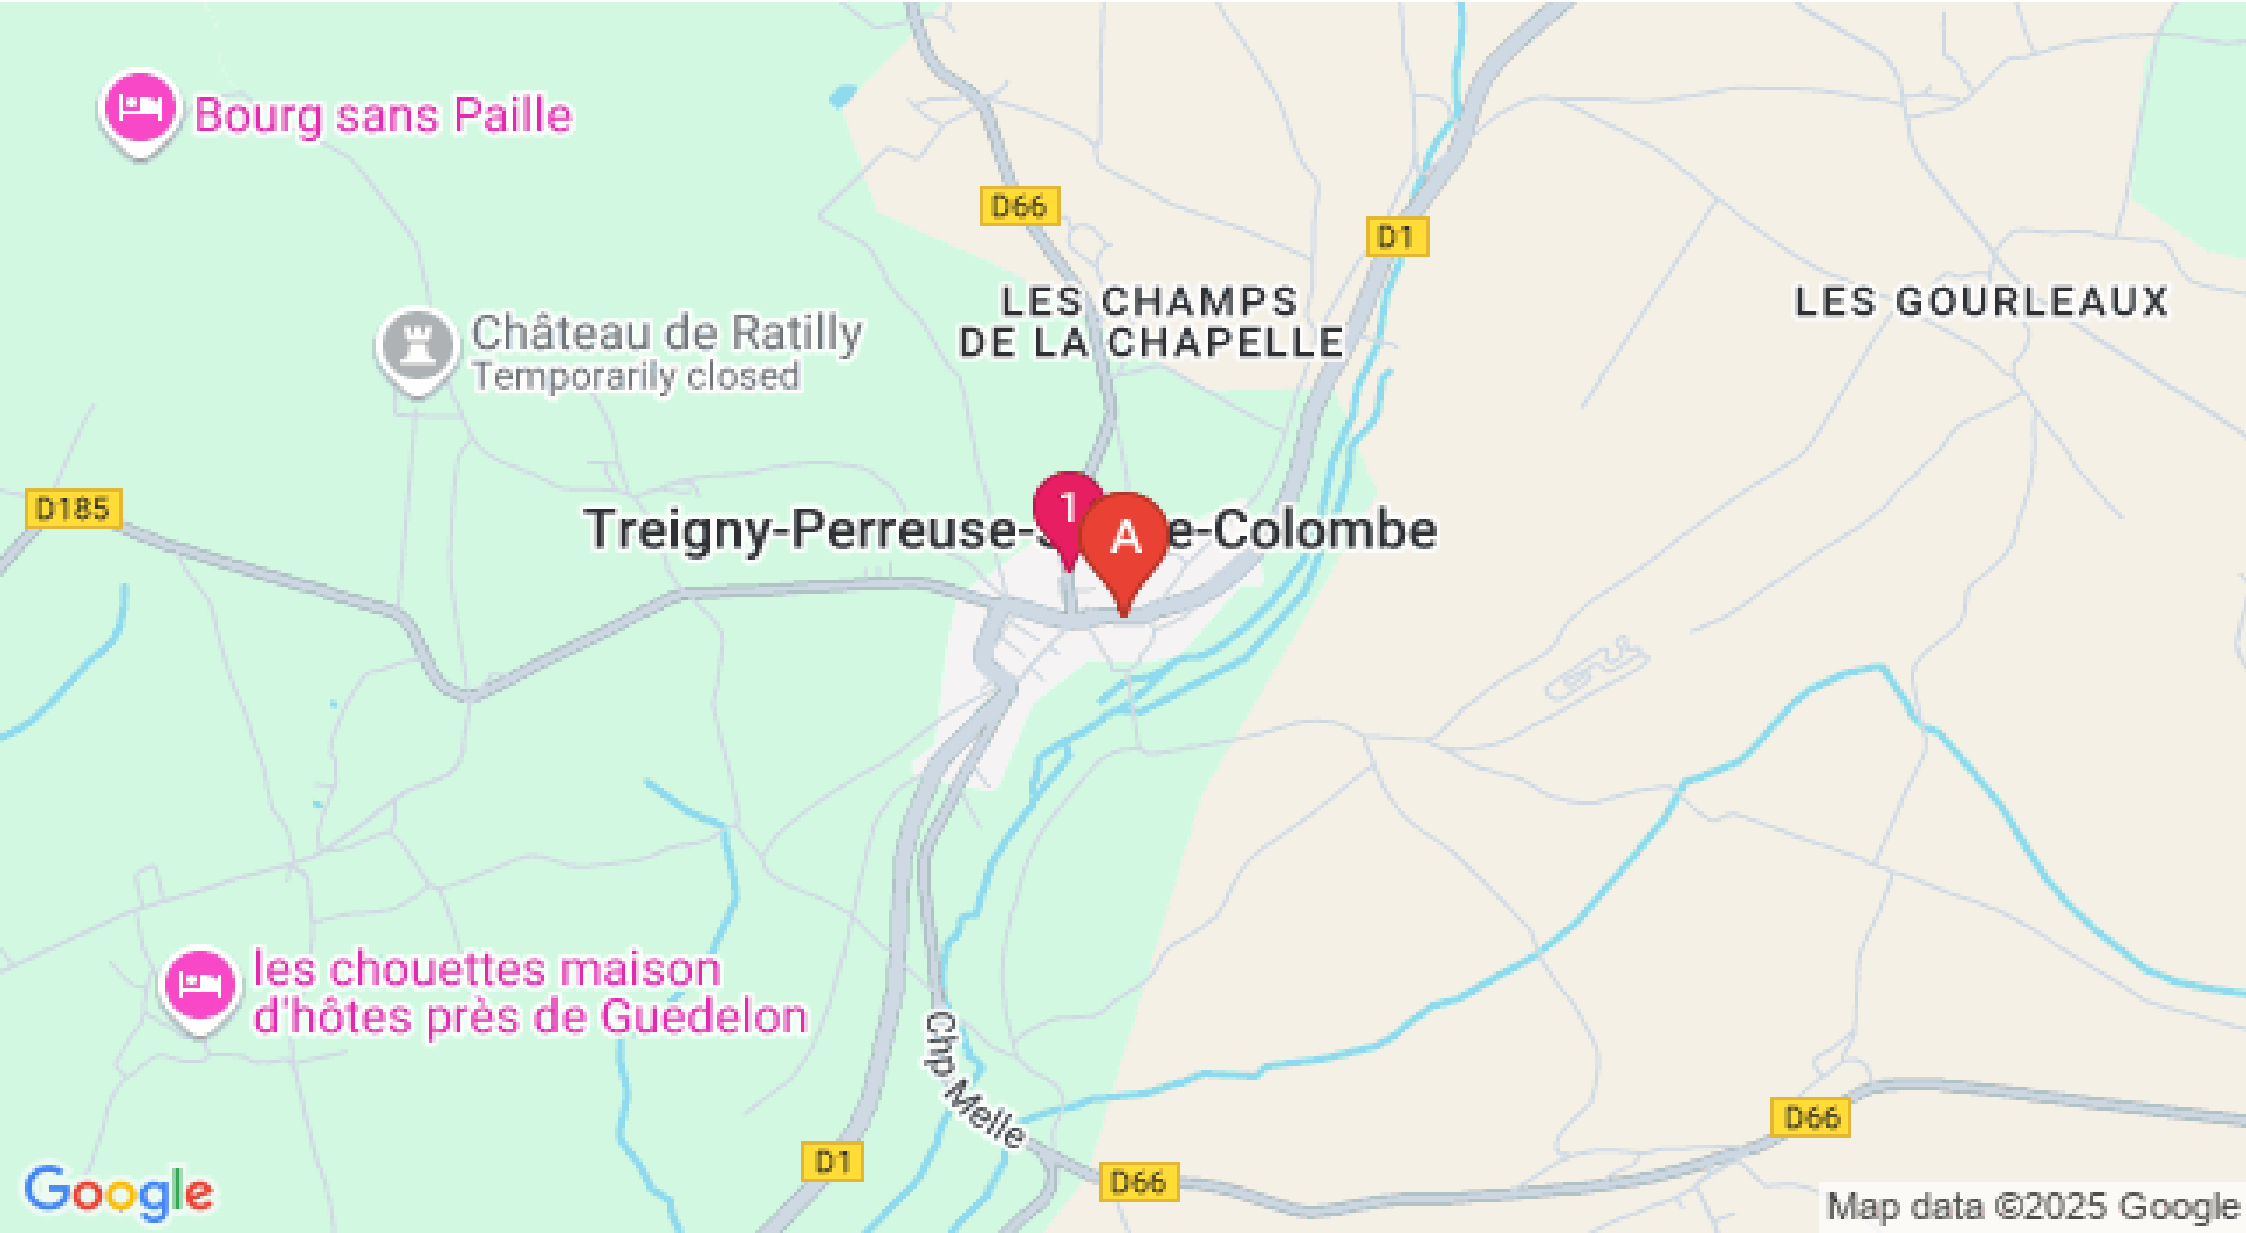 Bourg sans Paille
D66
D1
LES CHAMPS
DE LA CHAPELLE
LES GOURLEAUX
Château de Ratilly
Temporarily closed
D185
1
A
Treigny-Perreuse- e-Colombe
les chouettes maison
d'hôtes près de Guédelon
Chp Melle
D66
D1
D66
Google
Map data ©2025 Google